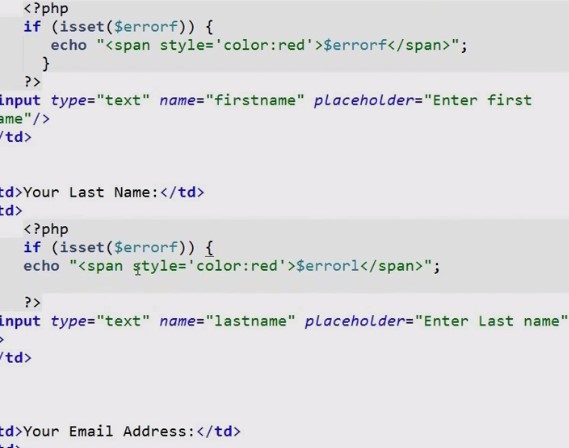 <?php
if (isset($errorf)) {
echo "<span style='color:red'>$errorf</span>";
}
?>
input type="text" name="firstname" placeholder="Enter first
ame"/>
/td>
td>Your Last Name:</td>
td>
<?php
if (isset($errorf)) {
echo "<span style='color:red'>$errorl</span>";
?>
input type="text" name="lastname" placeholder="Enter Last name"
>
/td>
td>Your Email Address:</td>